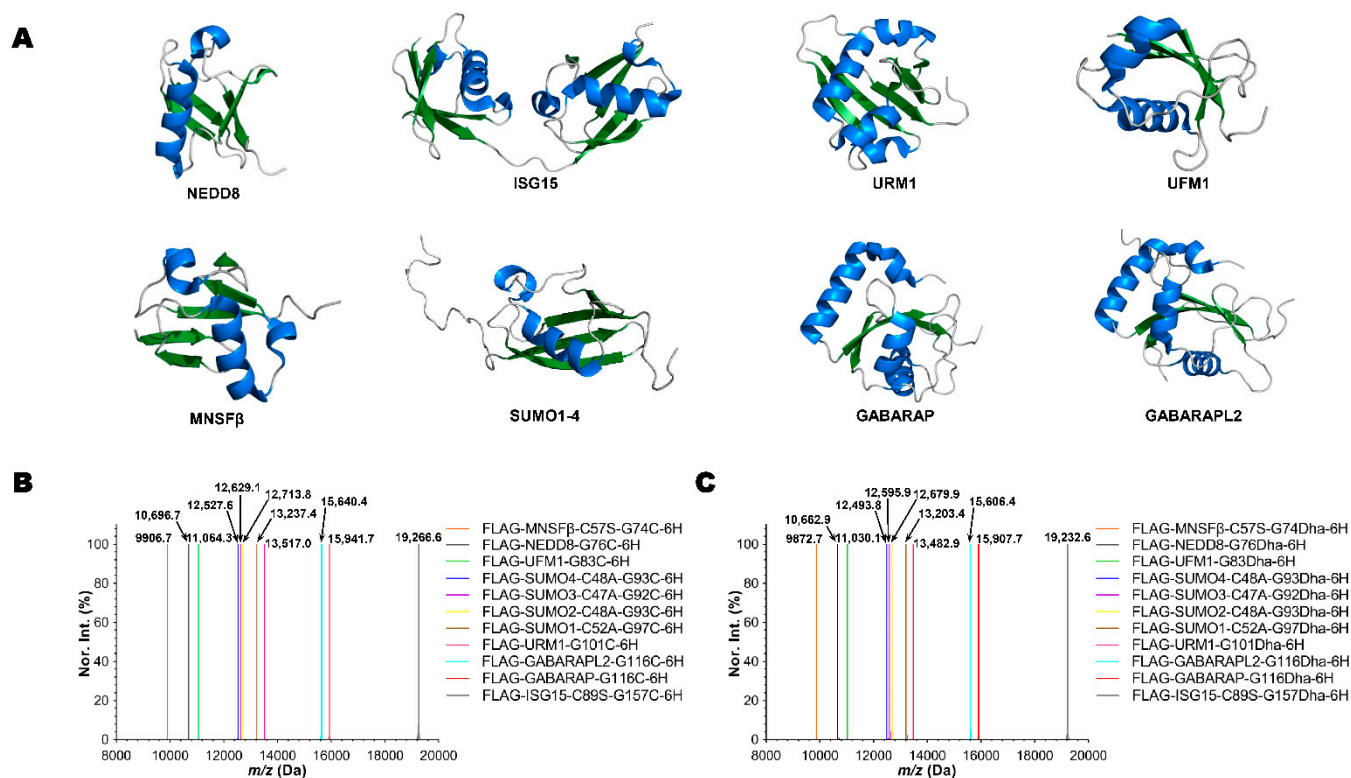 A
NEDD8
ISG15
URM1
UFM1
MNSFβ
SUMO1-4
GABARAP
GABARAPL2
B
12,629.1
12,527.6
12,713.8
15,640.4
10,696.7
13,237.4
9906.7
11,064.3
13,517.0
15,941.7
19,266.6
Nor. Int. (%)
100
80
60
40
20
0
8000 10000 12000 14000 16000 18000 20000
m/z (Da)
FLAG-MNSFβ-C57S-G74C-6H
FLAG-NEDD8-G76C-6H
FLAG-UFM1-G83C-6H
FLAG-SUMO4-C48A-G93C-6H
FLAG-SUMO3-C47A-G92C-6H
FLAG-SUMO2-C48A-G93C-6H
FLAG-SUMO1-C52A-G97C-6H
FLAG-URM1-G101C-6H
FLAG-GABARAPL2-G116C-6H
FLAG-GABARAP-G116C-6H
FLAG-ISG15-C89S-G157C-6H
C
12,595.9
12,493.8
12,679.9
15,606.4
10,662.9
13,203.4
9872.7
11,030.1
13,482.9
15,907.7
19,232.6
Nor. Int. (%)
100
80
60
40
20
0
8000 10000 12000 14000 16000 18000 20000
m/z (Da)
FLAG-MNSFβ-C57S-G74Dha-6H
FLAG-NEDD8-G76Dha-6H
FLAG-UFM1-G83Dha-6H
FLAG-SUMO4-C48A-G93Dha-6H
FLAG-SUMO3-C47A-G92Dha-6H
FLAG-SUMO2-C48A-G93Dha-6H
FLAG-SUMO1-C52A-G97Dha-6H
FLAG-URM1-G101Dha-6H
FLAG-GABARAPL2-G116Dha-6H
FLAG-GABARAP-G116Dha-6H
FLAG-ISG15-C89S-G157Dha-6H